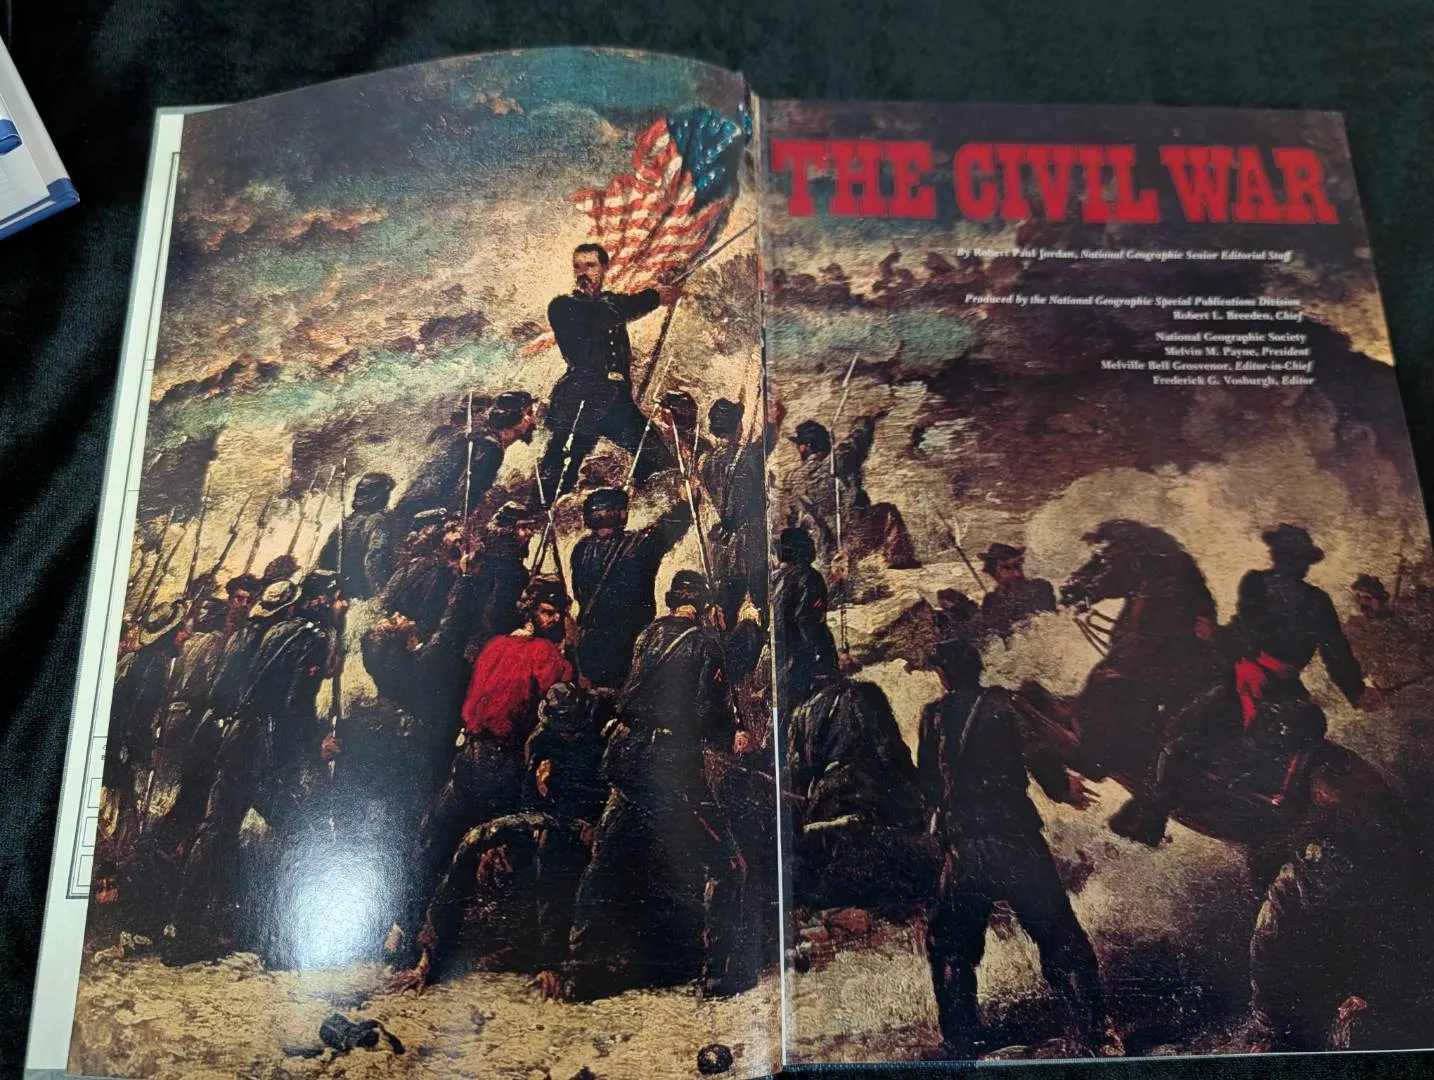 THE CIVIL WAR
By Robert Paul Jordan, National Geographic Senior Editorial Staff
Produced by the National Geographic Special Publications Division
Robert L. Breeden, Chief
National Geographic Society
Melvin M. Payne, President
Melville Bell Grosvenor, Editor-in-Chief
Frederick G. Vosburgh, Editor